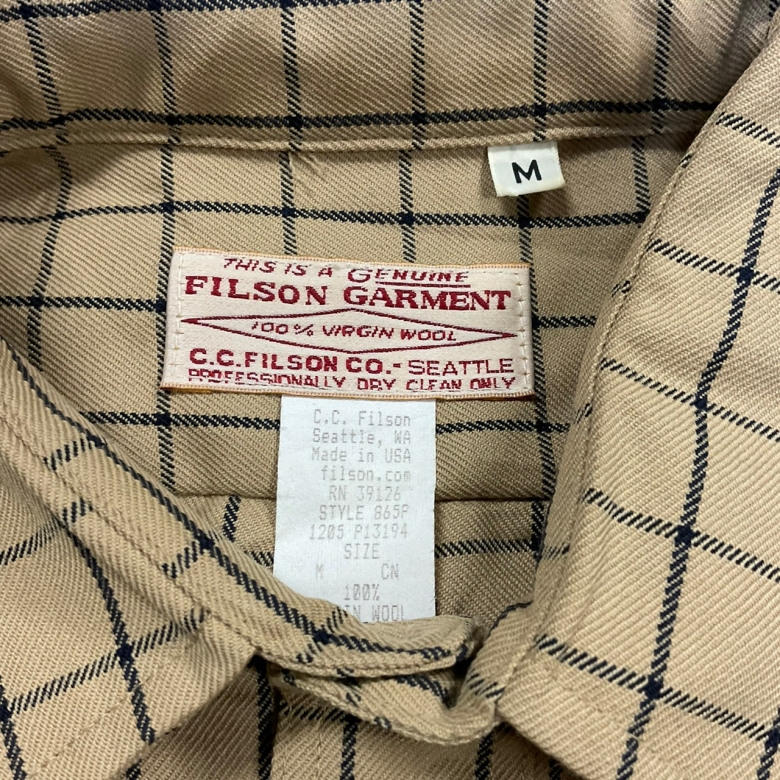 M
THIS IS A GENUINE
FILSON GARMENT
100% VIRGIN WOOL
C.C. FILSON CO.- SEATTLE
PROFESSIONALLY DRY CLEAN ONLY
C.C. Filson
Seattle, WA
Made in USA
filson.com
RN 39126
STYLE 865P
1205 P13194
SIZE
M CN
100%
WOOL